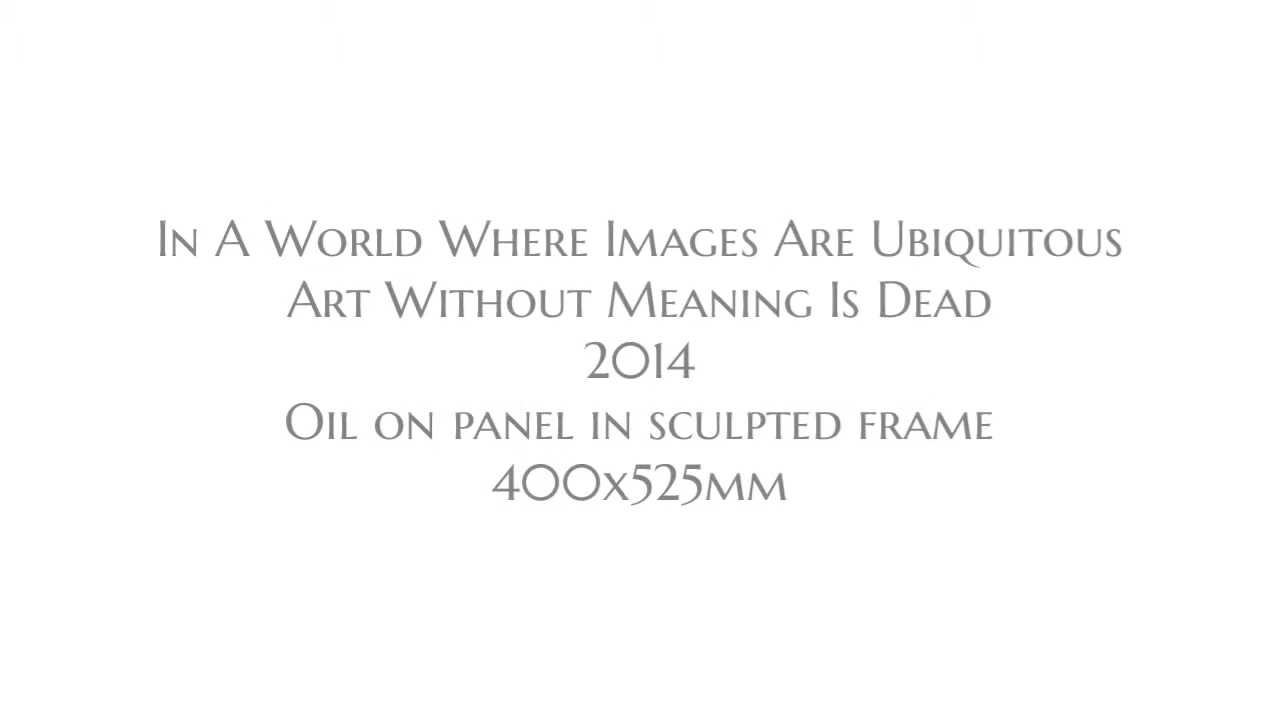 In A World Where Images Are Ubiquitous
Art Without Meaning Is Dead
2014
Oil on panel in sculpted frame
400x525mm